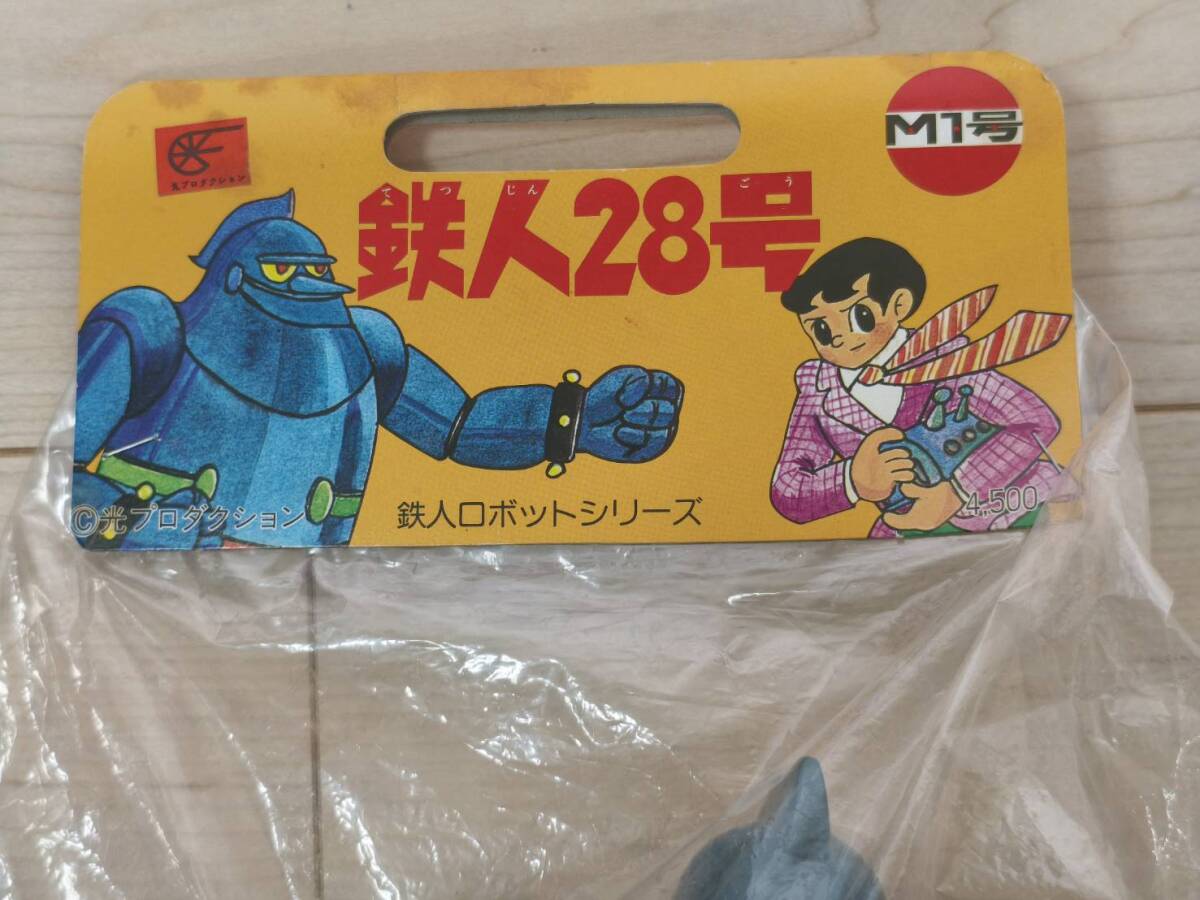 光プロダクション
M1号
てつじん ごう
鉄人28号
©光プロダクション
鉄人ロボットシリーズ
4,500